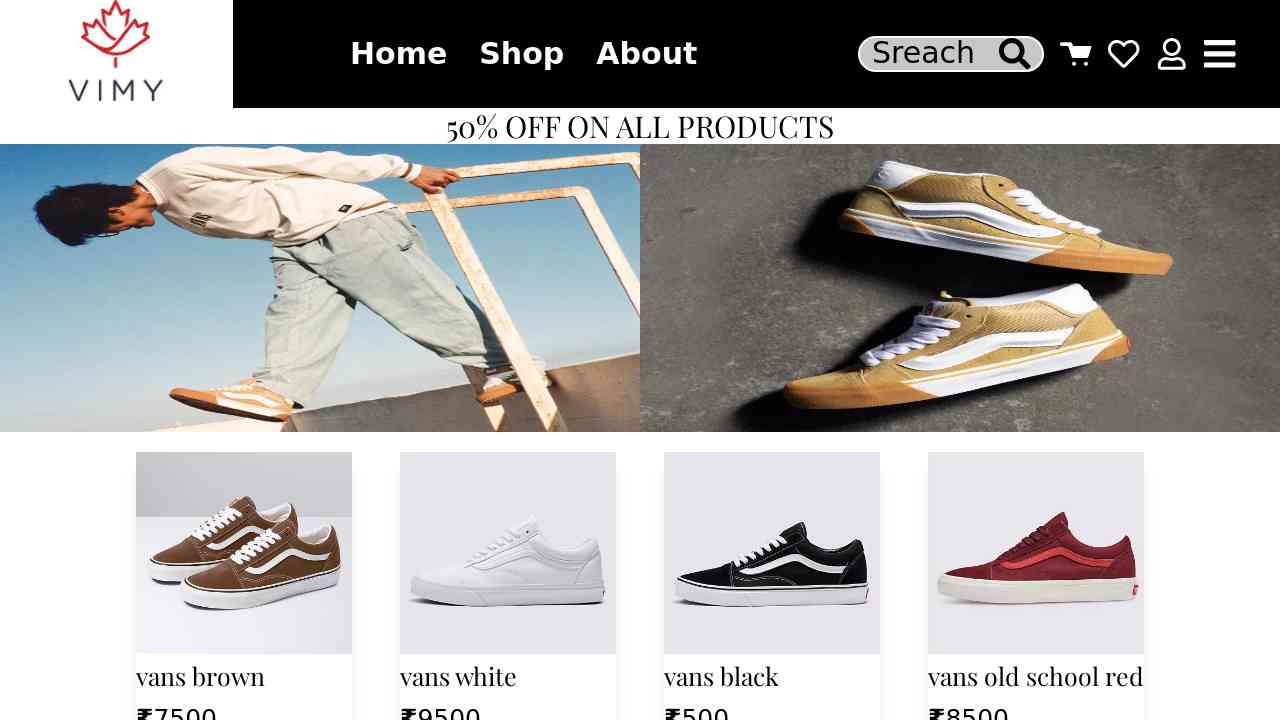 VIMY
Home Shop About
Sreach
50% OFF ON ALL PRODUCTS
vans brown
vans white
vans black
vans old school red
₹7500
₹9500
₹500
₹8500